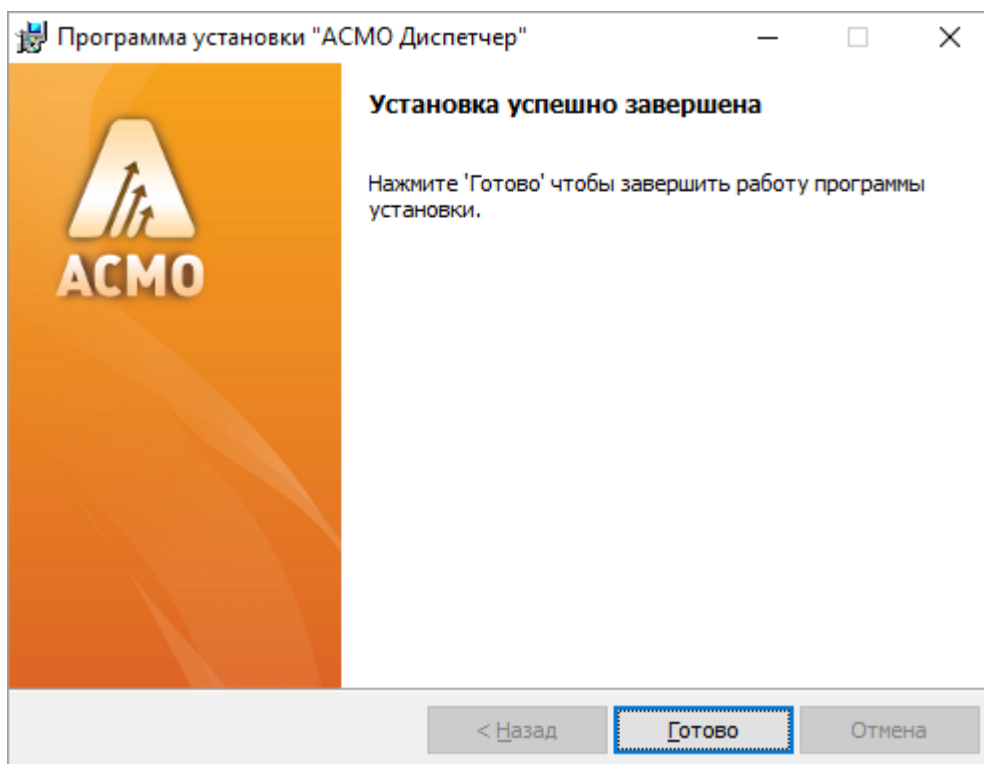 Программа установки "АСМО Диспетчер"
АСМО
Установка успешно завершена
Нажмите 'Готово' чтобы завершить работу программы
установки.
< Назад
Готово
Отмена